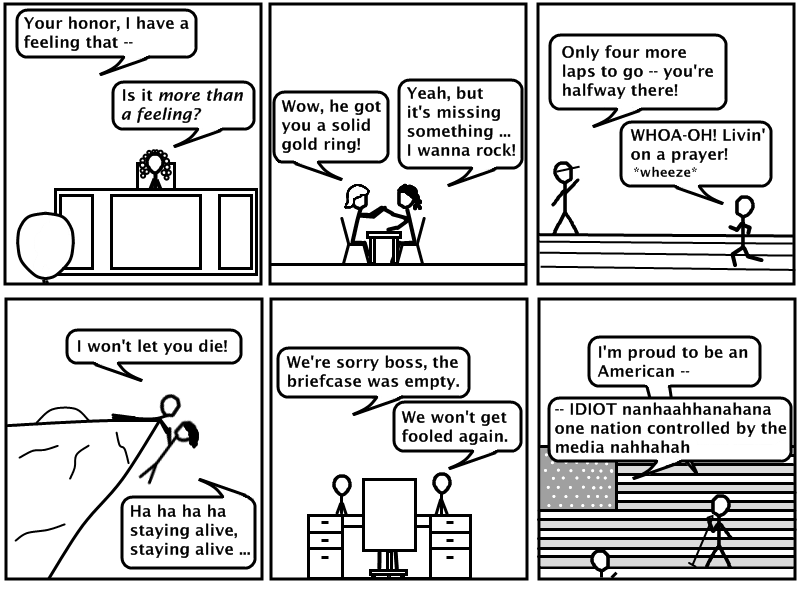 Your honor, I have a
feeling that --
Is it more than
a feeling?
Wow, he got
you a solid
gold ring!
Yeah, but
it's missing
something ...
I wanna rock!
Only four more
laps to go -- you're
halfway there!
WHOA-OH! Livin'
on a prayer!
*wheeze*
I won't let you die!
Ha ha ha ha
staying alive,
staying alive ...
We're sorry boss, the
briefcase was empty.
We won't get
fooled again.
I'm proud to be an
American --
-- IDIOT nanhaahhanahana
one nation controlled by the
media nahhahah